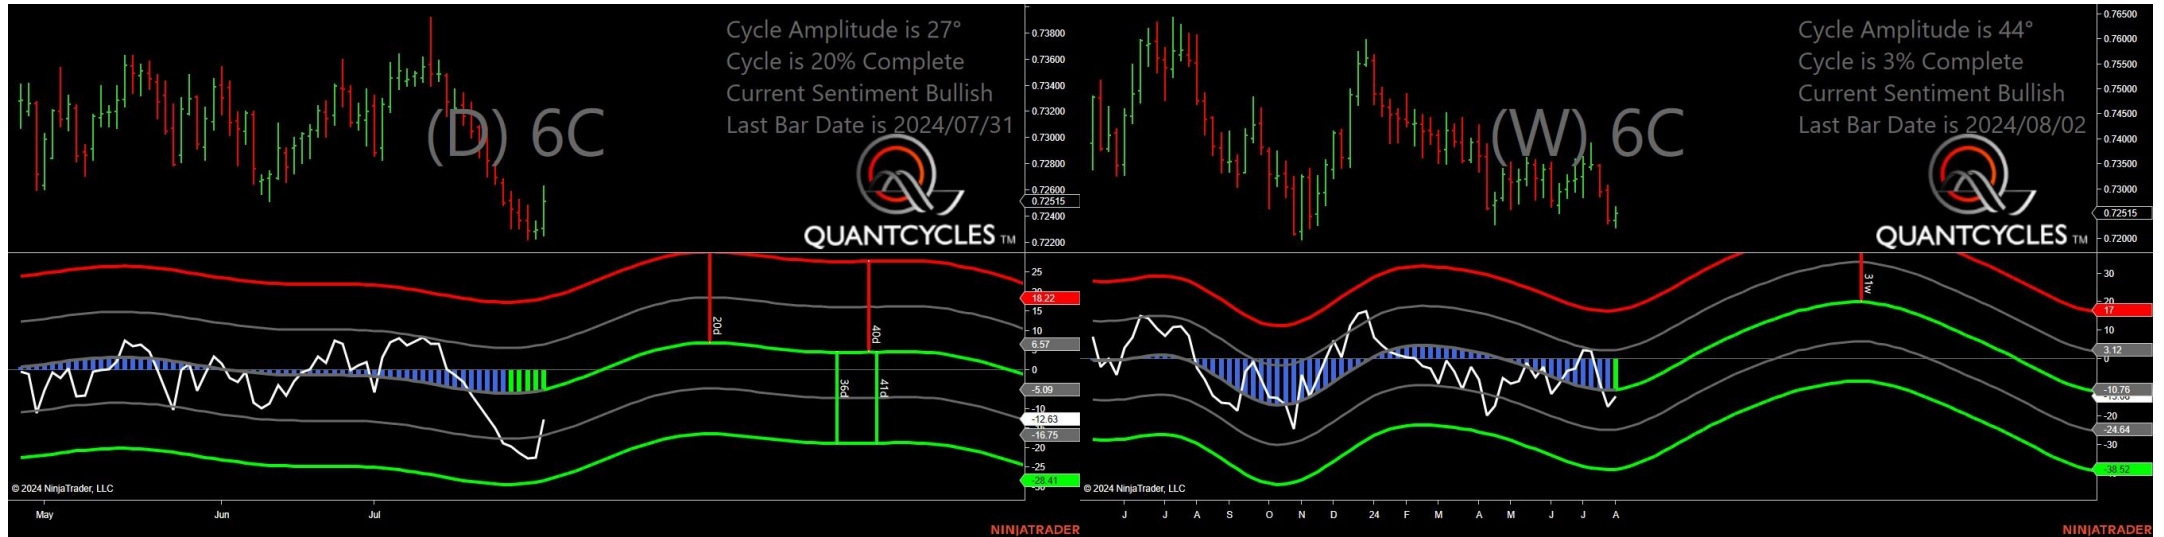 Cycle Amplitude is 27°
Cycle is 20% Complete
Current Sentiment Bullish
Last Bar Date is 2024/07/31
(D) 6C
QUANTCYCLES TM
0.73800
0.73600
0.73400
0.73200
0.73000
0.72800
0.72600
0.72515
0.72400
0.72200
25
18.22
15
10
6.57
0
-5.09
-10
-12.63
-16.75
-20
-25
-28.41
20d
40d
36d
41d
© 2024 NinjaTrader, LLC
May Jun Jul
NINJATRADER
Cycle Amplitude is 44°
Cycle is 3% Complete
Current Sentiment Bullish
Last Bar Date is 2024/08/02
(W) 6C
QUANTCYCLES TM
0.76500
0.76000
0.75500
0.75000
0.74500
0.74000
0.73500
0.73000
0.72515
0.72000
30
20
17
10
3.12
0
-10.76
-20
-24.64
-30
-38.52
31w
© 2024 NinjaTrader, LLC
J J A S O N D 24 F M A M J J A
NINJATRADER